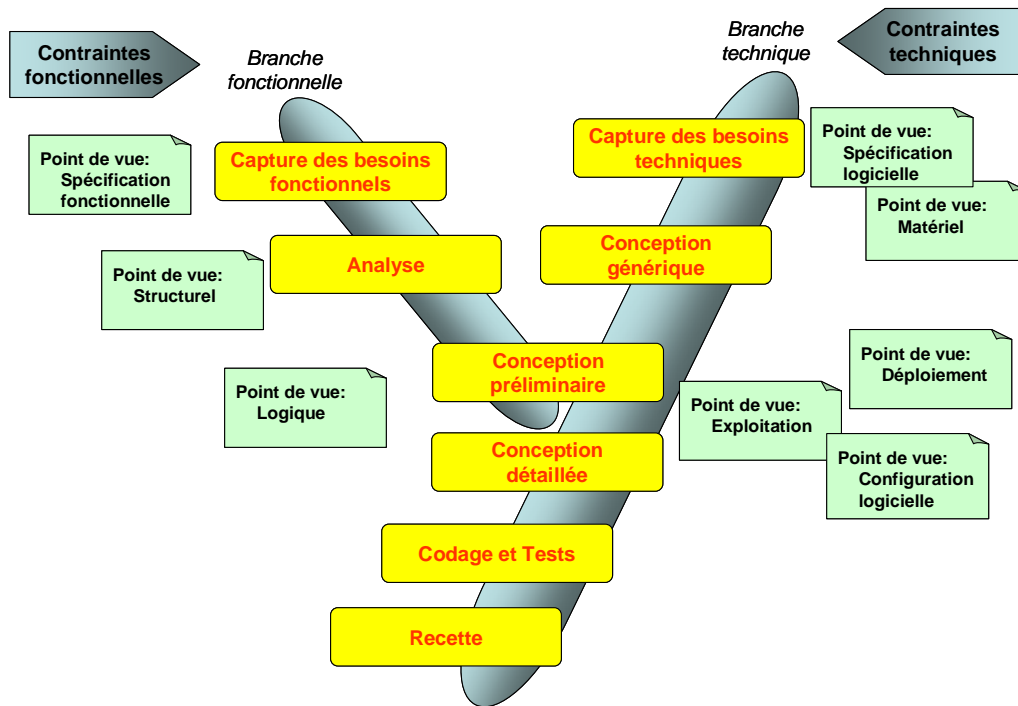 Contraintes
fonctionnelles
Branche
fonctionnelle
Branche
technique
Contraintes
techniques
Point de vue:
Spécification
fonctionnelle
Capture des besoins
fonctionnels
Capture des besoins
techniques
Point de vue:
Spécification
logicielle
Point de vue:
Matériel
Point de vue:
Structurel
Analyse
Conception
générique
Point de vue:
Logique
Conception
préliminaire
Point de vue:
Déploiement
Point de vue:
Exploitation
Conception
détaillée
Point de vue:
Configuration
logicielle
Codage et Tests
Recette